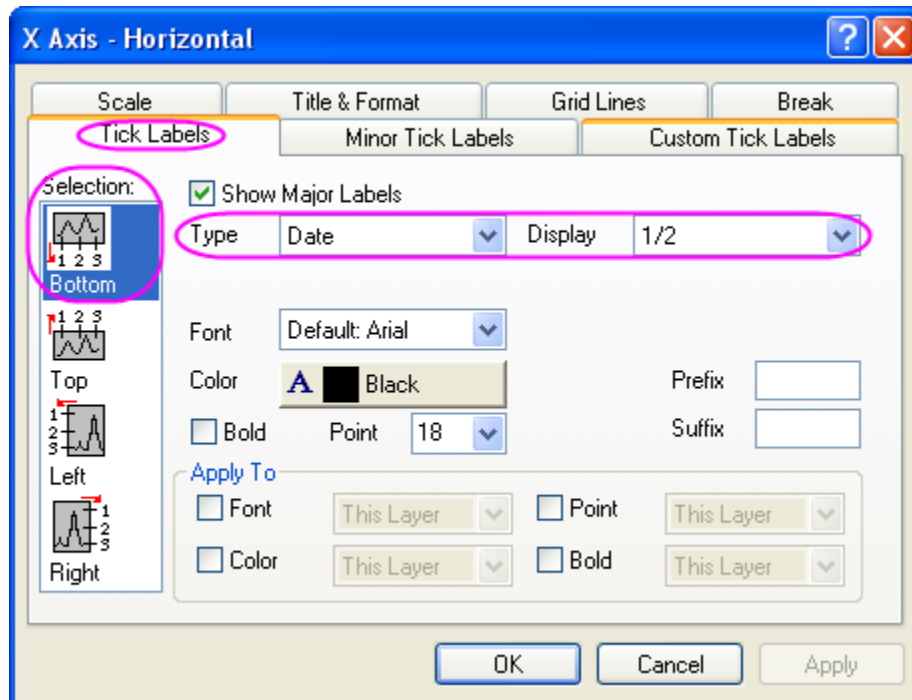 X Axis - Horizontal
Scale Title & Format Grid Lines Break
Tick Labels Minor Tick Labels Custom Tick Labels
Selection:
1 2 3
Bottom
1 2 3
Top
1
2
3
Left
1
2
3
Right
Show Major Labels
Type Date Display 1/2
Font Default: Arial
Color A Black Prefix
Bold Point 18 Suffix
Apply To
Font This Layer Point This Layer
Color This Layer Bold This Layer
OK Cancel Apply